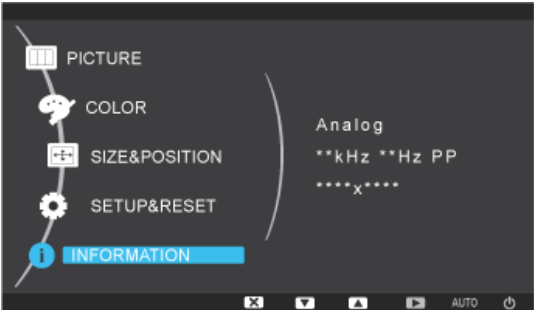 PICTURE
COLOR
SIZE&POSITION
SETUP&RESET
INFORMATION
Analog
**kHz **Hz PP
****x****
AUTO